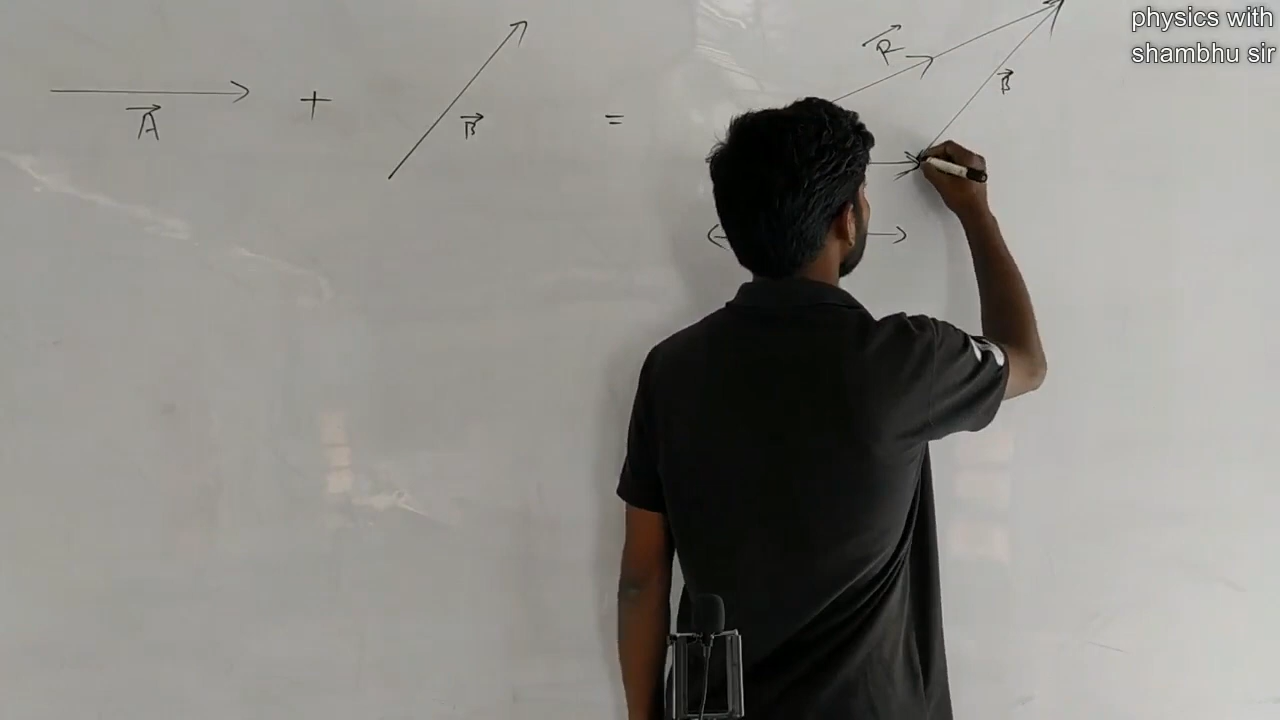 physics with
shambhu sir
A⃗ + B⃗ =
R⃗
B⃗